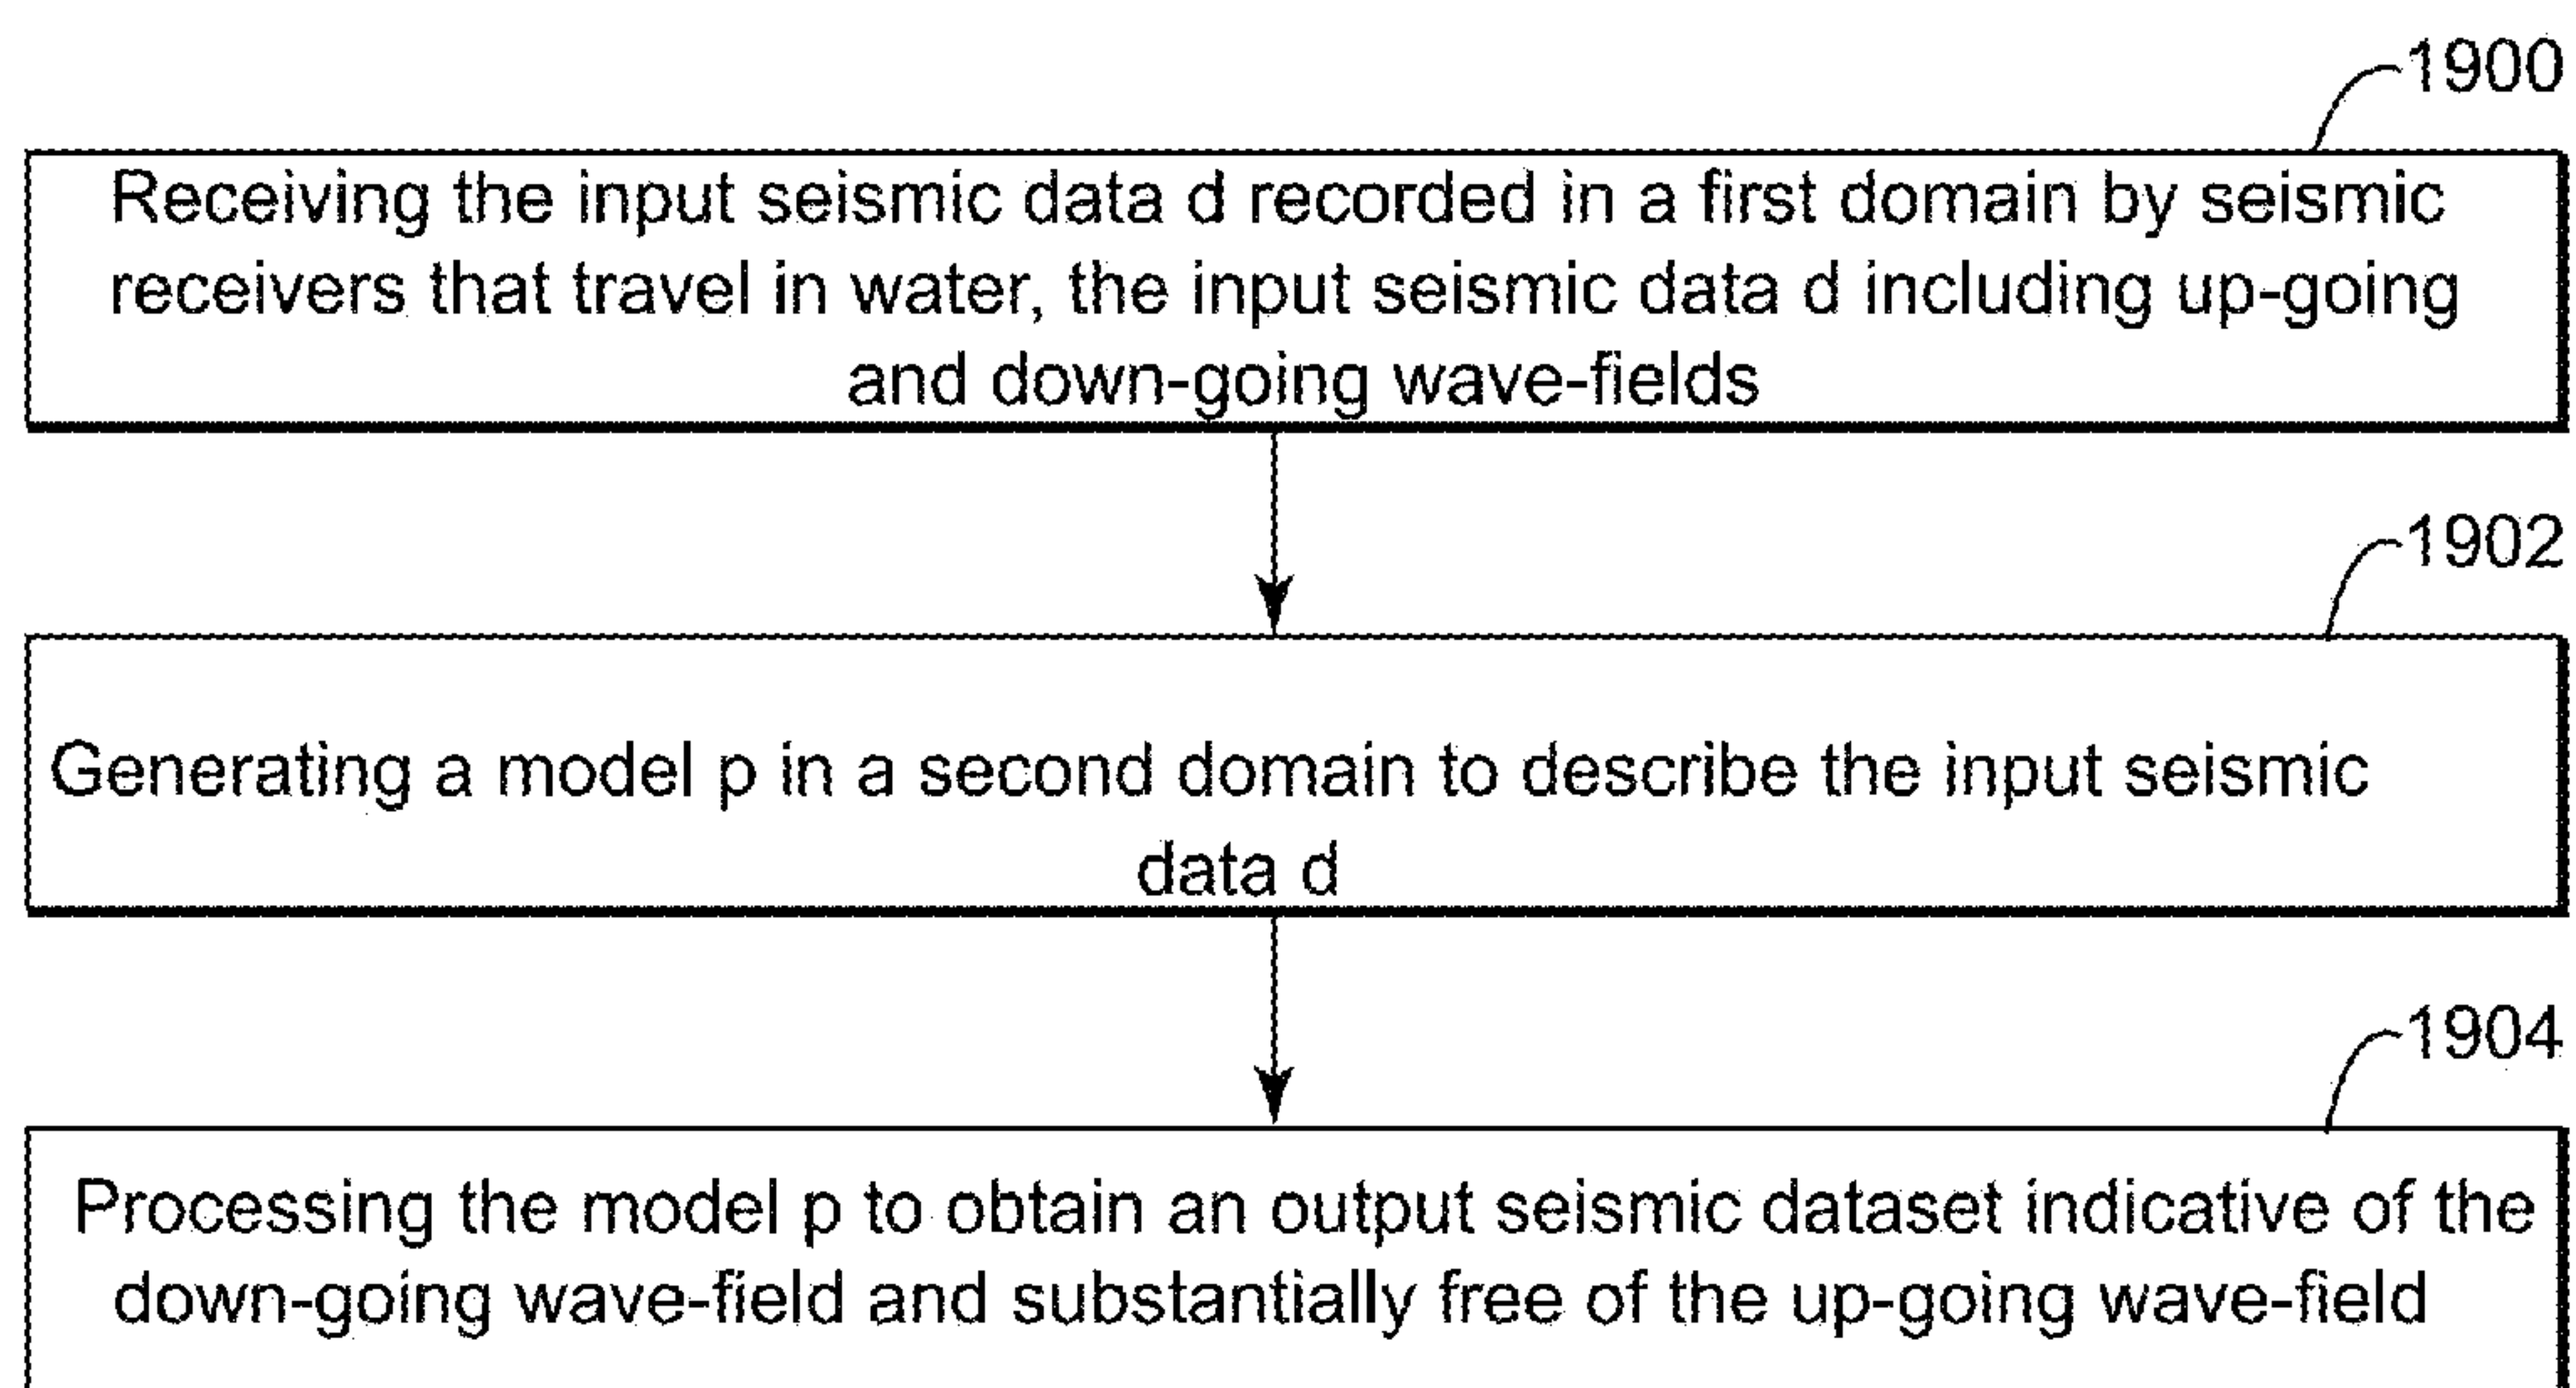 1900
Receiving the input seismic data d recorded in a first domain by seismic
receivers that travel in water, the input seismic data d including up-going
and down-going wave-fields
1902
Generating a model p in a second domain to describe the input seismic
data d
1904
Processing the model p to obtain an output seismic dataset indicative of the
down-going wave-field and substantially free of the up-going wave-field